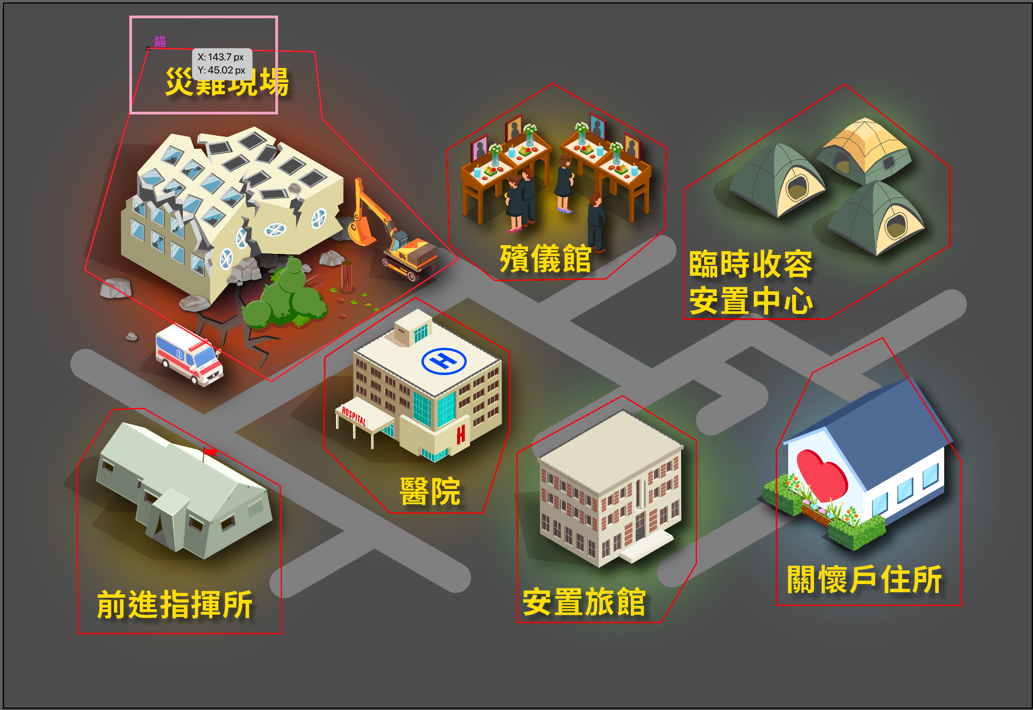 錨
X: 143.7 px
Y: 45.02 px
災難現場
殯儀館
臨時收容
安置中心
HOSPITAL
H
H
醫院
前進指揮所
安置旅館
關懷戶住所